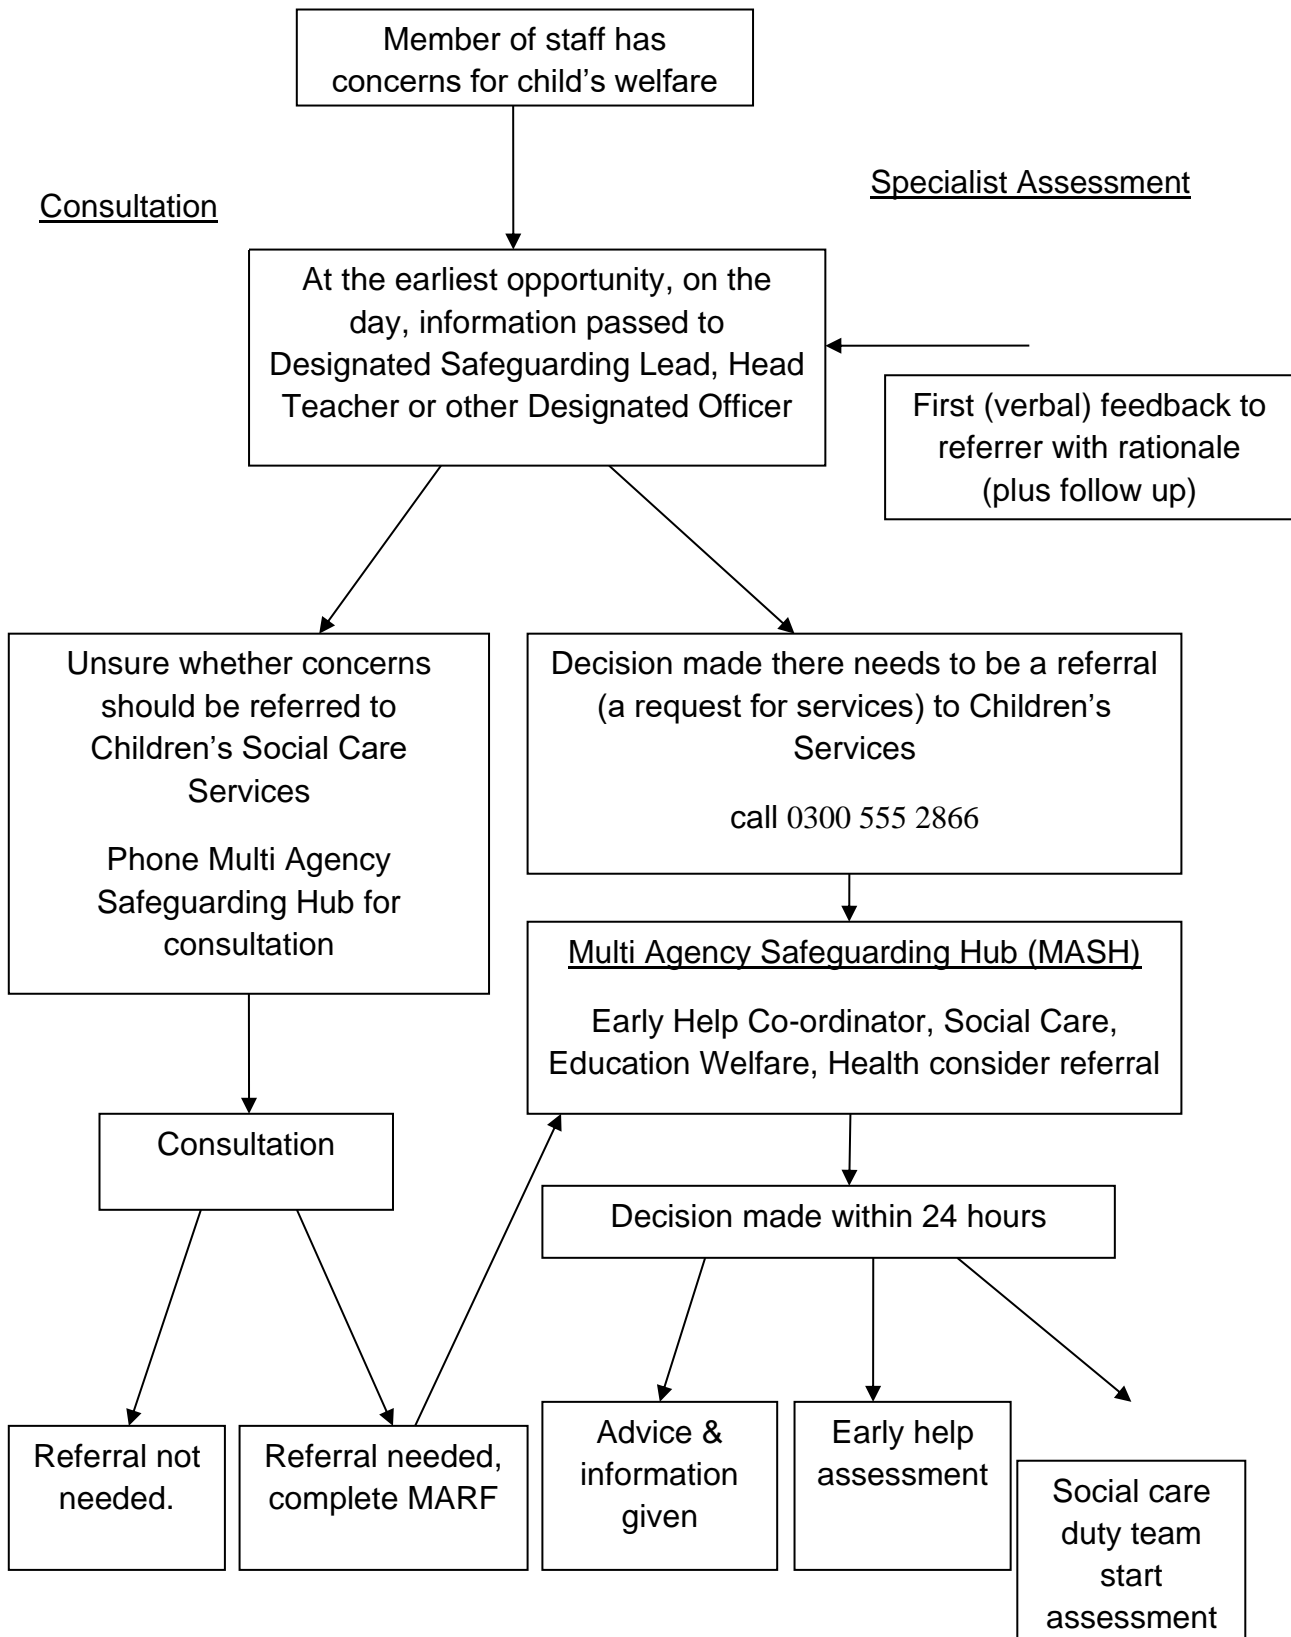 Member of staff has
concerns for child’s welfare
Specialist Assessment
Consultation
At the earliest opportunity, on the
day, information passed to
Designated Safeguarding Lead, Head
Teacher or other Designated Officer
First (verbal) feedback to
referrer with rationale
(plus follow up)
Unsure whether concerns
should be referred to
Children’s Social Care
Services
Phone Multi Agency
Safeguarding Hub for
consultation
Decision made there needs to be a referral
(a request for services) to Children’s
Services
call 0300 555 2866
Multi Agency Safeguarding Hub (MASH)
Early Help Co-ordinator, Social Care,
Education Welfare, Health consider referral
Consultation
Decision made within 24 hours
Referral not
needed.
Referral needed,
complete MARF
Advice &
information
given
Early help
assessment
Social care
duty team
start
assessment